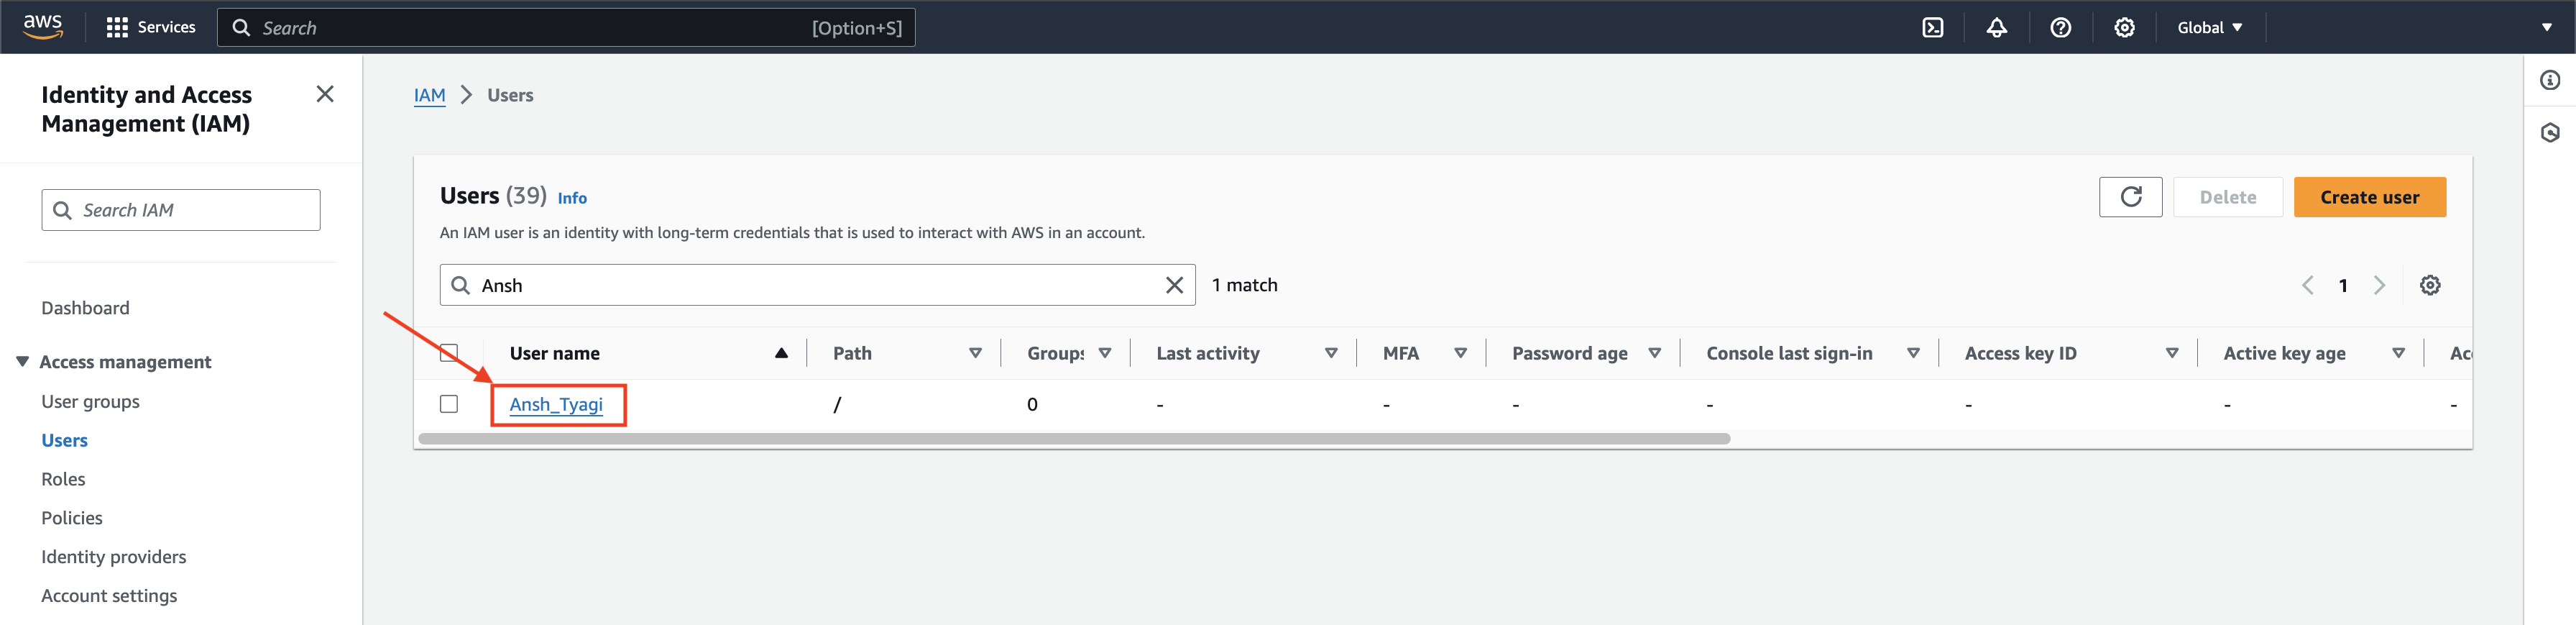 aws Services Search [Option+S] Global
Identity and Access
Management (IAM)
Search IAM
Dashboard
Access management
User groups
Users
Roles
Policies
Identity providers
Account settings
IAM > Users
Users (39) Info
Delete
Create user
An IAM user is an identity with long-term credentials that is used to interact with AWS in an account.
Ansh 1 match
1
User name Path Groups Last activity MFA Password age Console last sign-in Access key ID Active key age
Ansh_Tyagi / 0 - - - - - - -